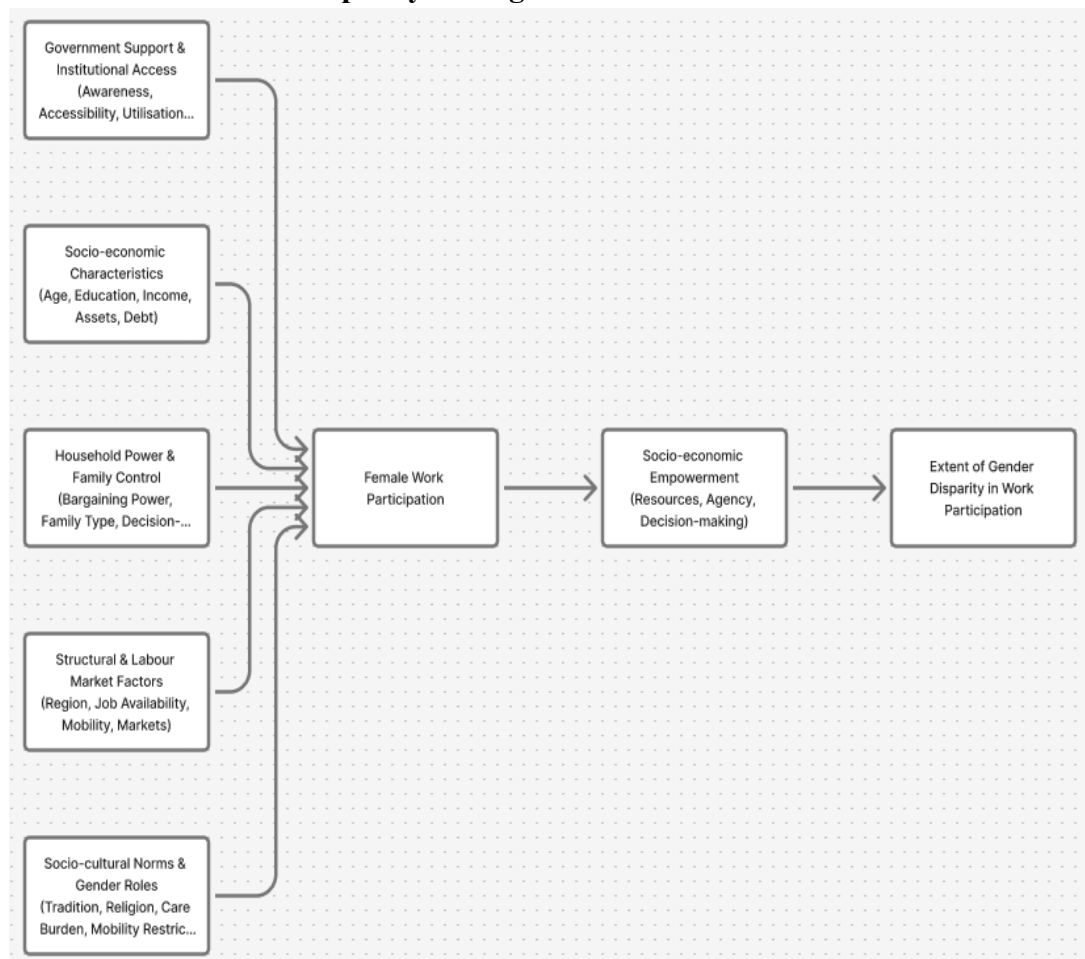 Government Support &
Institutional Access
(Awareness,
Accessibility, Utilisation...
Socio-economic
Characteristics
(Age, Education, Income,
Assets, Debt)
Household Power &
Family Control
(Bargaining Power,
Family Type, Decision-...
Structural & Labour
Market Factors
(Region, Job Availability,
Mobility, Markets)
Socio-cultural Norms &
Gender Roles
(Tradition, Religion, Care
Burden, Mobility Restric...
Female Work
Participation
Socio-economic
Empowerment
(Resources, Agency,
Decision-making)
Extent of Gender
Disparity in Work
Participation